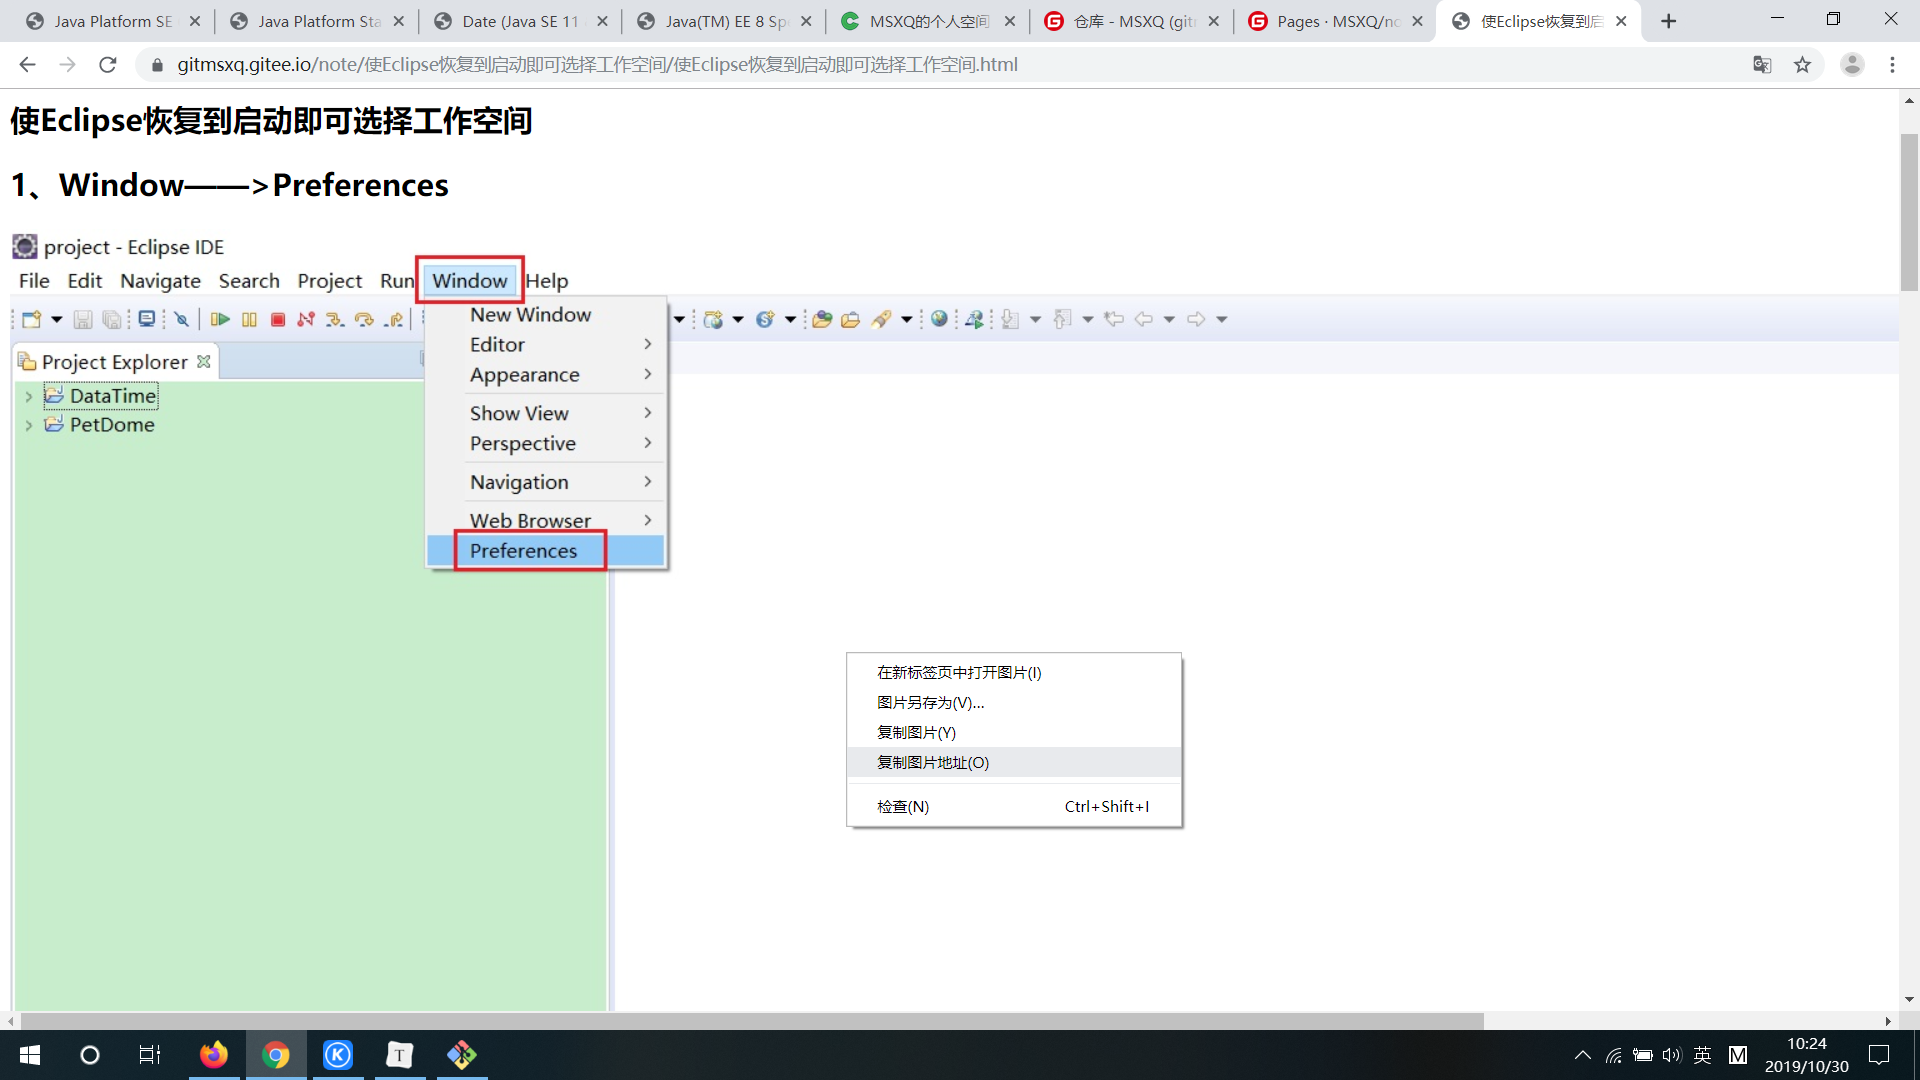 Java Platform SE
Java Platform Sta
Date (Java SE 11
Java(TM) EE 8 Spe
MSXQ的个人空间
仓库 - MSXQ (gitm
Pages · MSXQ/no
使Eclipse恢复到启
gitmsxq.gitee.io/note/使Eclipse恢复到启动即可选择工作空间/使Eclipse恢复到启动即可选择工作空间.html
使Eclipse恢复到启动即可选择工作空间
1、Window——>Preferences
project - Eclipse IDE
File Edit Navigate Search Project Run Window Help
New Window
Editor
Appearance
Show View
Perspective
Navigation
Web Browser
Preferences
Project Explorer
DataTime
PetDome
在新标签页中打开图片(I)
图片另存为(V)...
复制图片(Y)
复制图片地址(O)
检查(N) Ctrl+Shift+I
英
M
10:24
2019/10/30